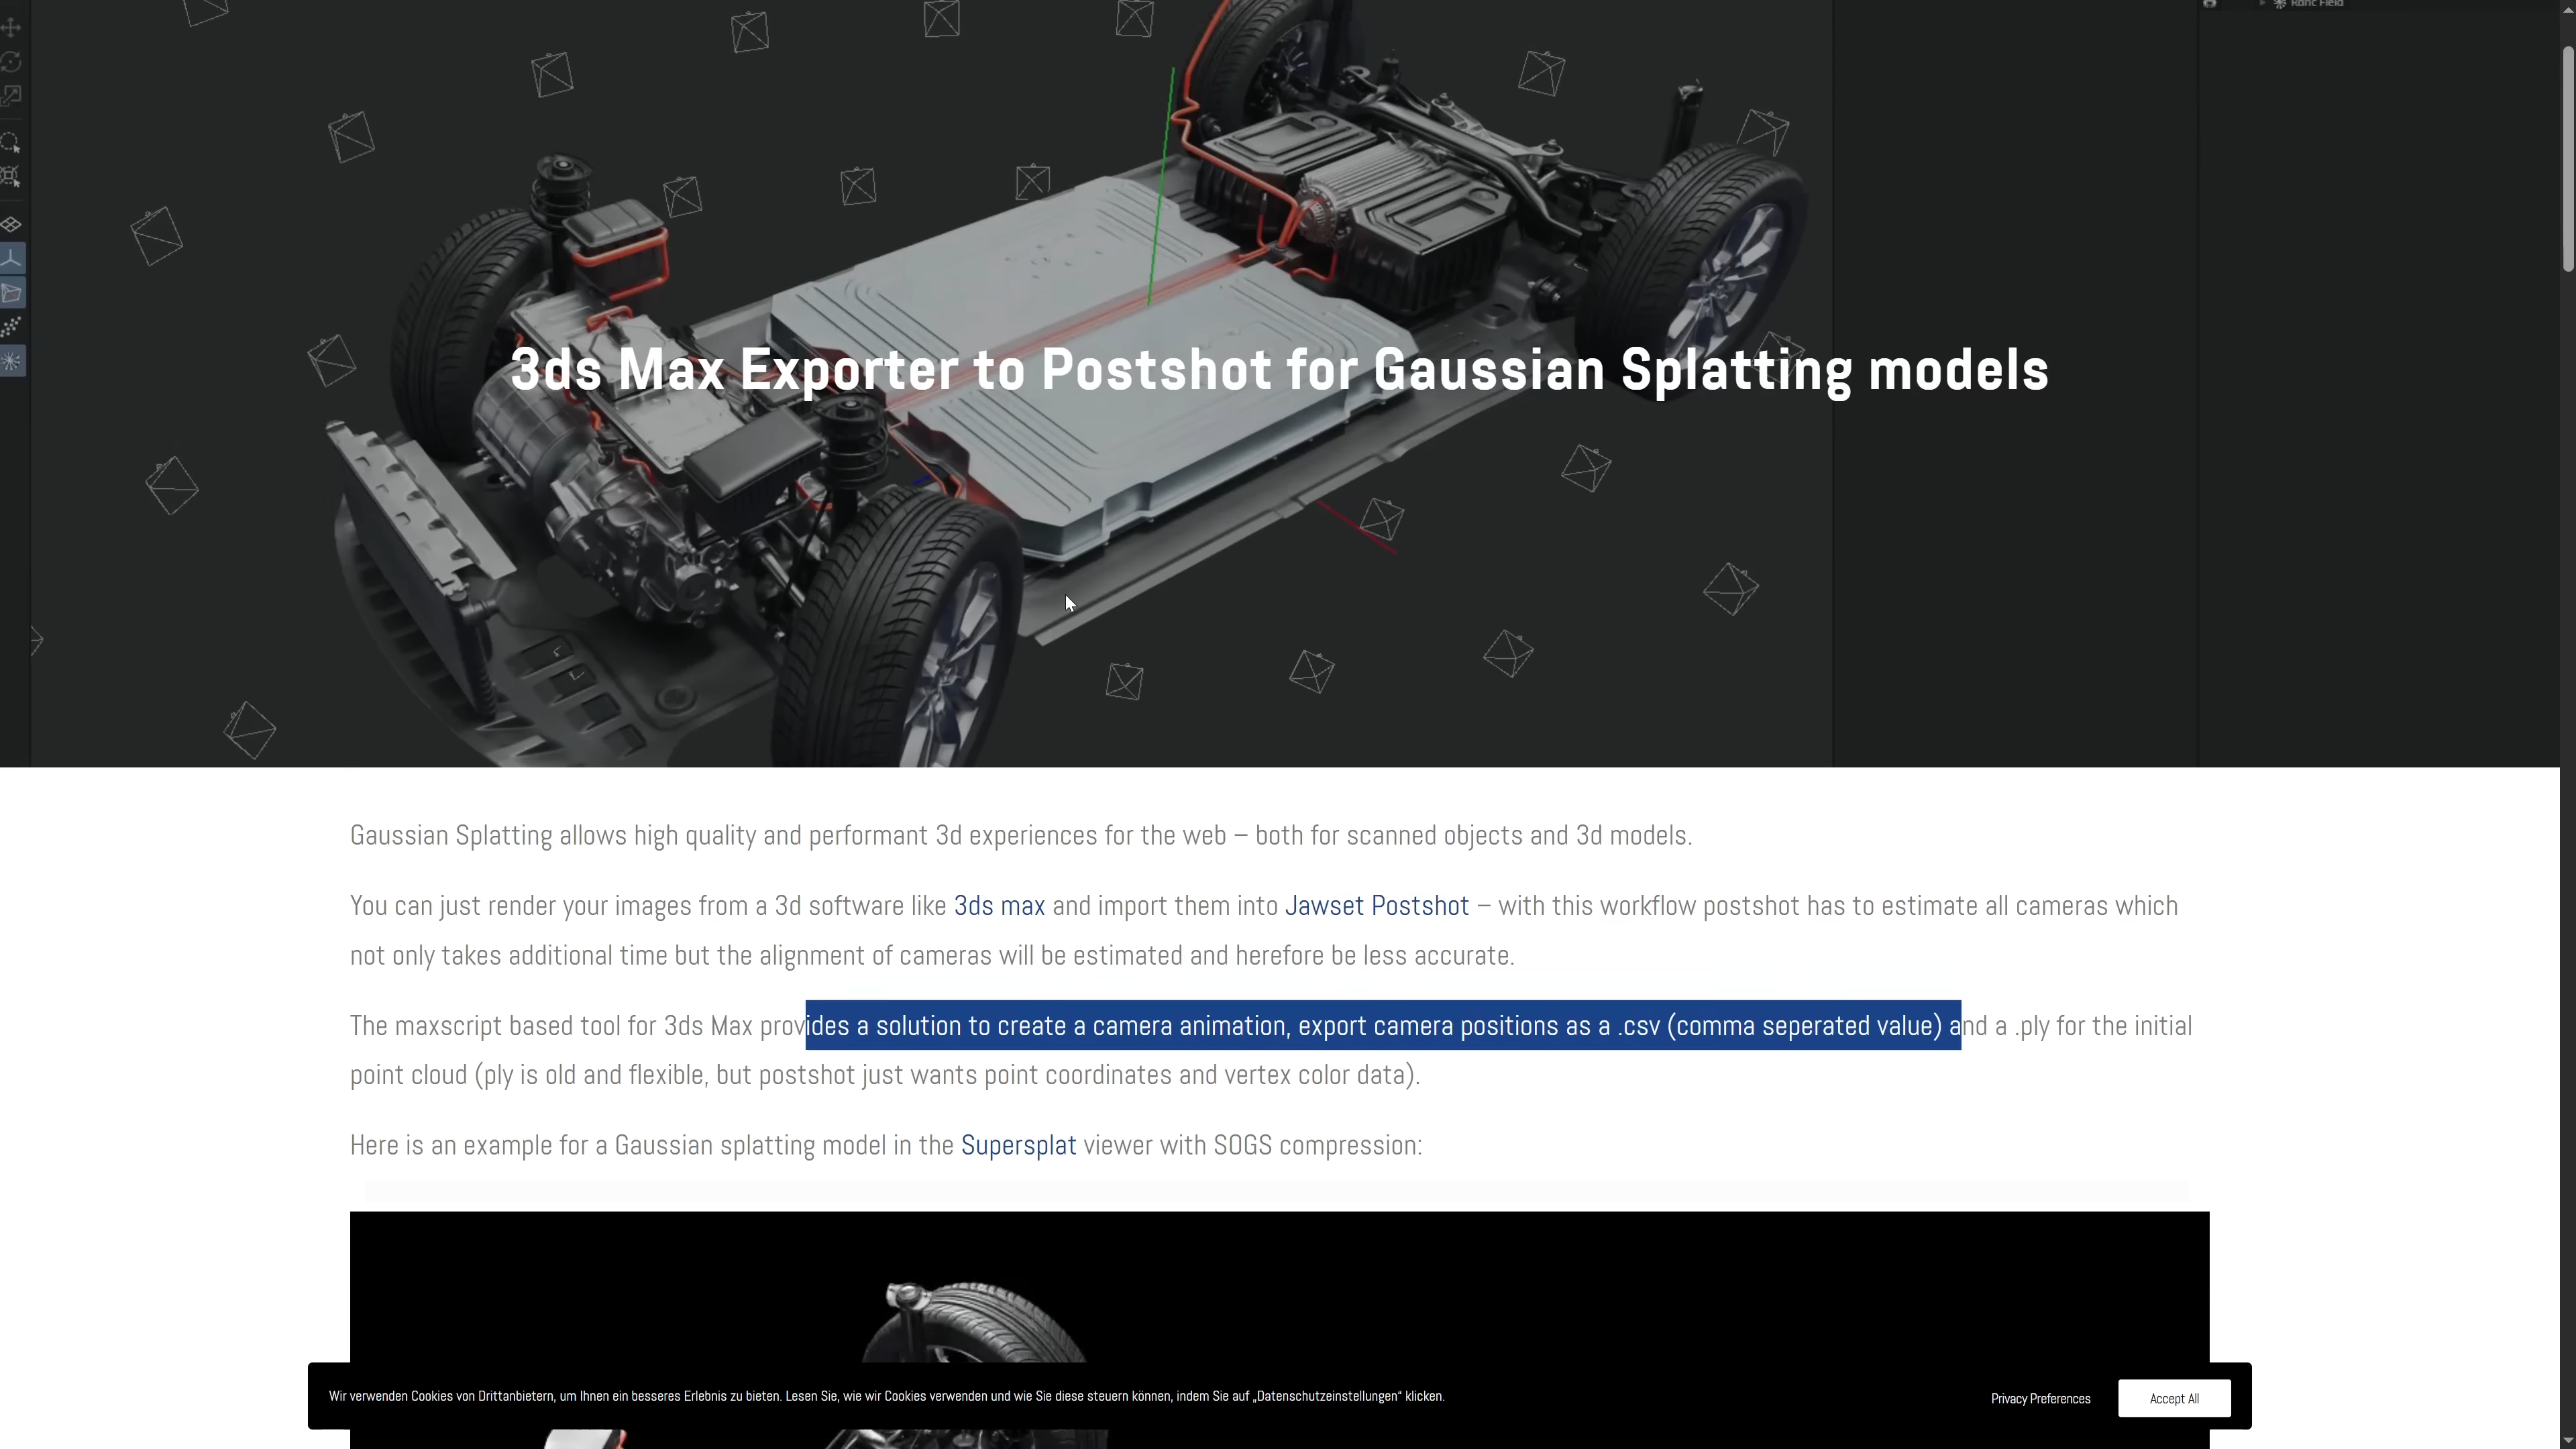 Ranc Field
3ds Max Exporter to Postshot for Gaussian Splatting models
Gaussian Splatting allows high quality and performant 3d experiences for the web – both for scanned objects and 3d models.
You can just render your images from a 3d software like 3ds max and import them into Jawset Postshot – with this workflow postshot has to estimate all cameras which
not only takes additional time but the alignment of cameras will be estimated and herefore be less accurate.
The maxscript based tool for 3ds Max provides a solution to create a camera animation, export camera positions as a .csv (comma seperated value) and a .ply for the initial
point cloud (ply is old and flexible, but postshot just wants point coordinates and vertex color data).
Here is an example for a Gaussian splatting model in the Supersplat viewer with SOGS compression:
Wir verwenden Cookies von Drittanbietern, um Ihnen ein besseres Erlebnis zu bieten. Lesen Sie, wie wir Cookies verwenden und wie Sie diese steuern können, indem Sie auf „Datenschutzeinstellungen“ klicken.
Privacy Preferences
Accept All